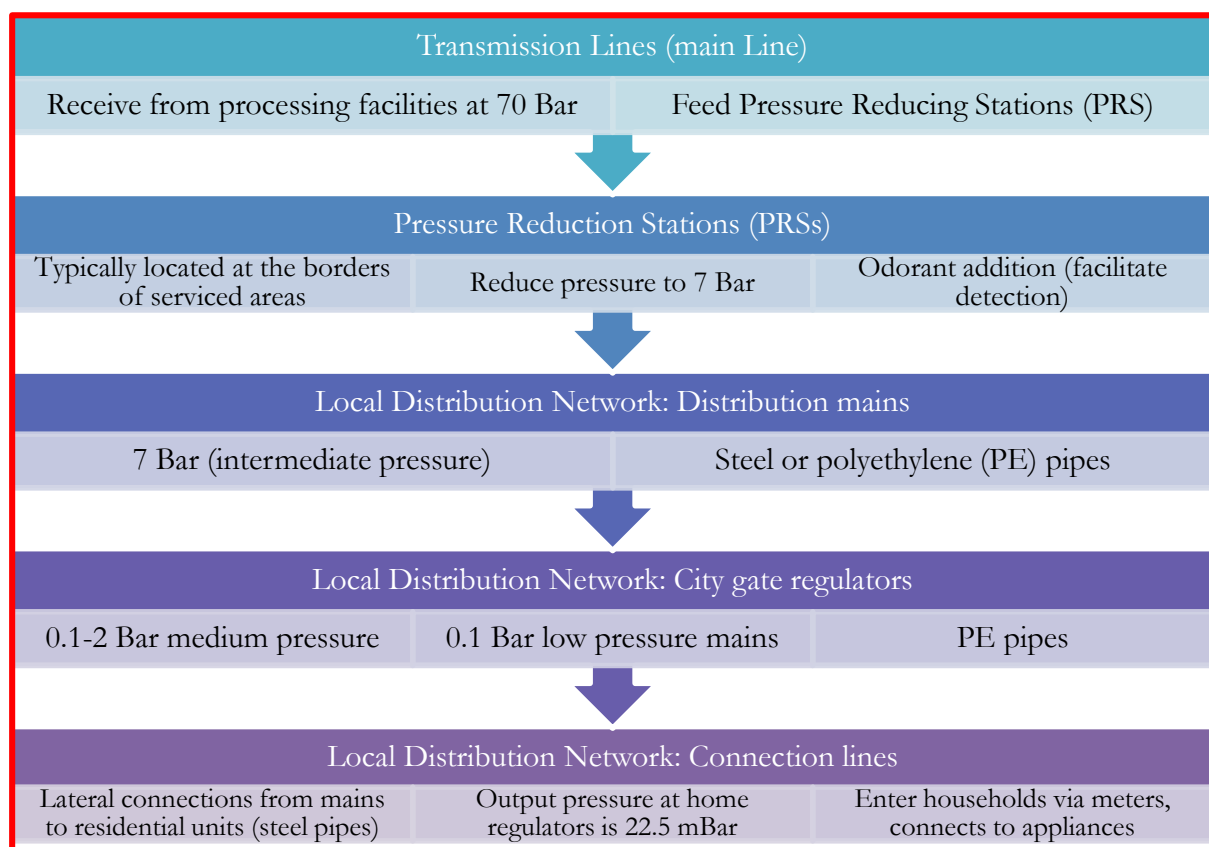 Transmission Lines (main Line)
Receive from processing facilities at 70 Bar
Feed Pressure Reducing Stations (PRS)
Pressure Reduction Stations (PRSs)
Typically located at the borders
of serviced areas
Reduce pressure to 7 Bar
Odorant addition (facilitate
detection)
Local Distribution Network: Distribution mains
7 Bar (intermediate pressure)
Steel or polyethylene (PE) pipes
Local Distribution Network: City gate regulators
0.1-2 Bar medium pressure
0.1 Bar low pressure mains
PE pipes
Local Distribution Network: Connection lines
Lateral connections from mains
to residential units (steel pipes)
Output pressure at home
regulators is 22.5 mBar
Enter households via meters,
connects to appliances